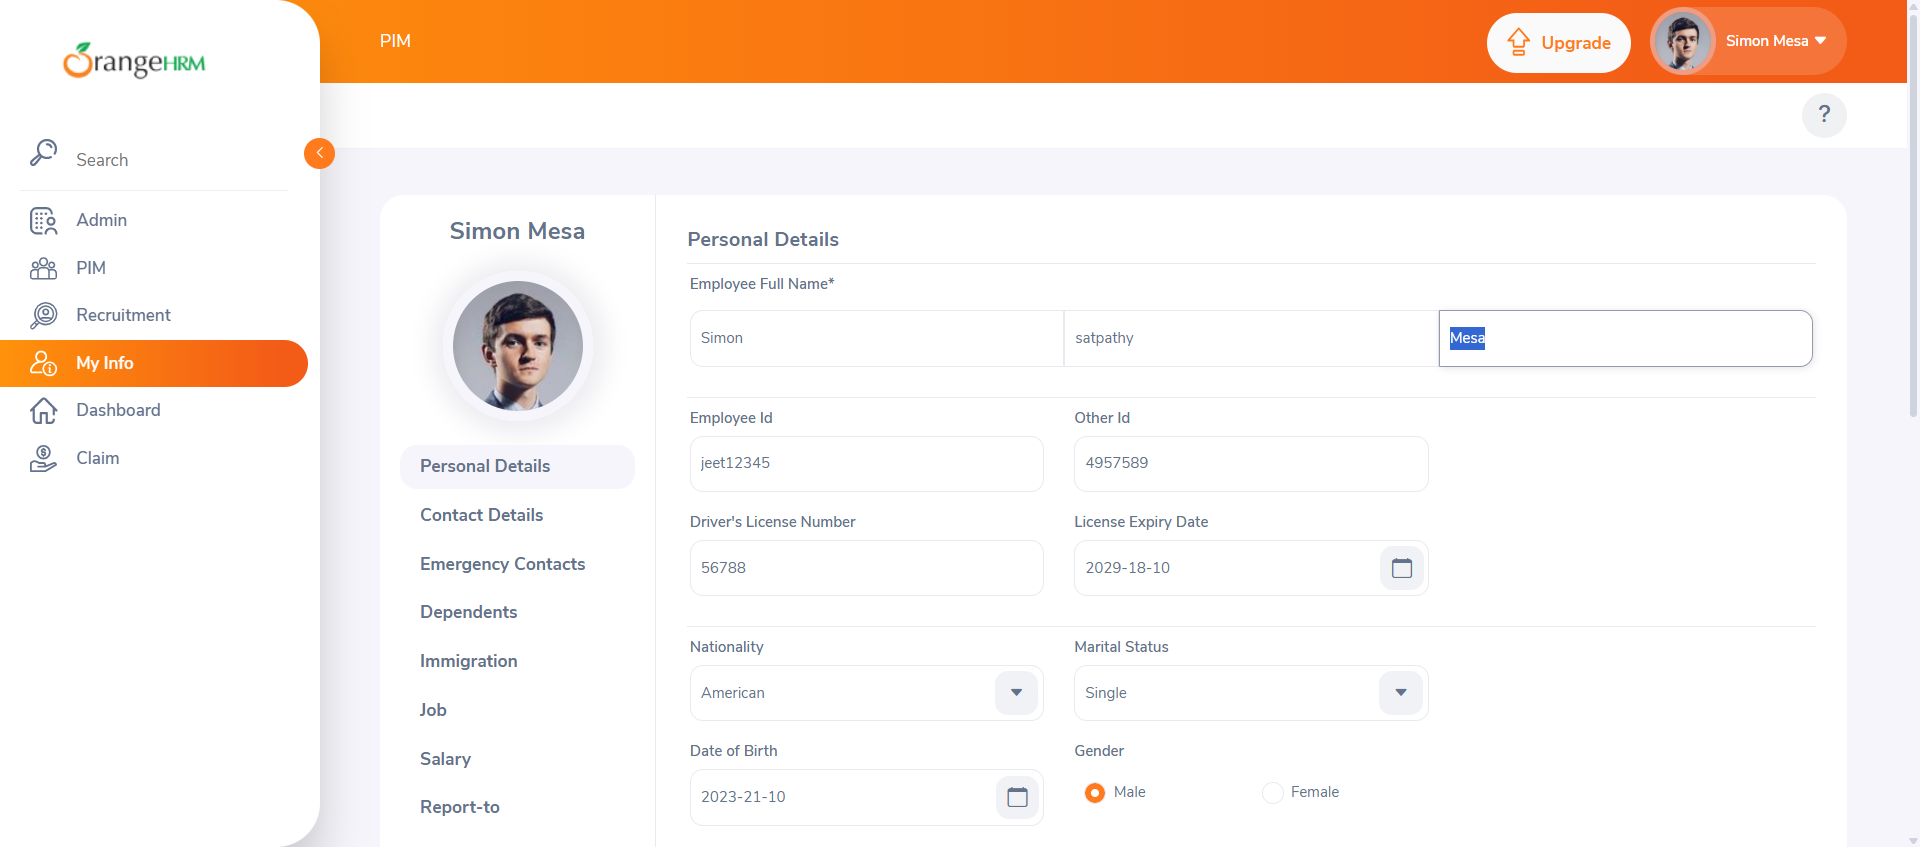 OrangeHRM
PIM
Upgrade
Simon Mesa
?
Search
Admin
PIM
Recruitment
My Info
Dashboard
Claim
Simon Mesa
Personal Details
Contact Details
Emergency Contacts
Dependents
Immigration
Job
Salary
Report-to
Personal Details
Employee Full Name*
Simon satpathy Mesa
Employee Id Other Id
jeet12345 4957589
Driver's License Number License Expiry Date
56788 2029-18-10
Nationality Marital Status
American Single
Date of Birth Gender
2023-21-10 Male Female